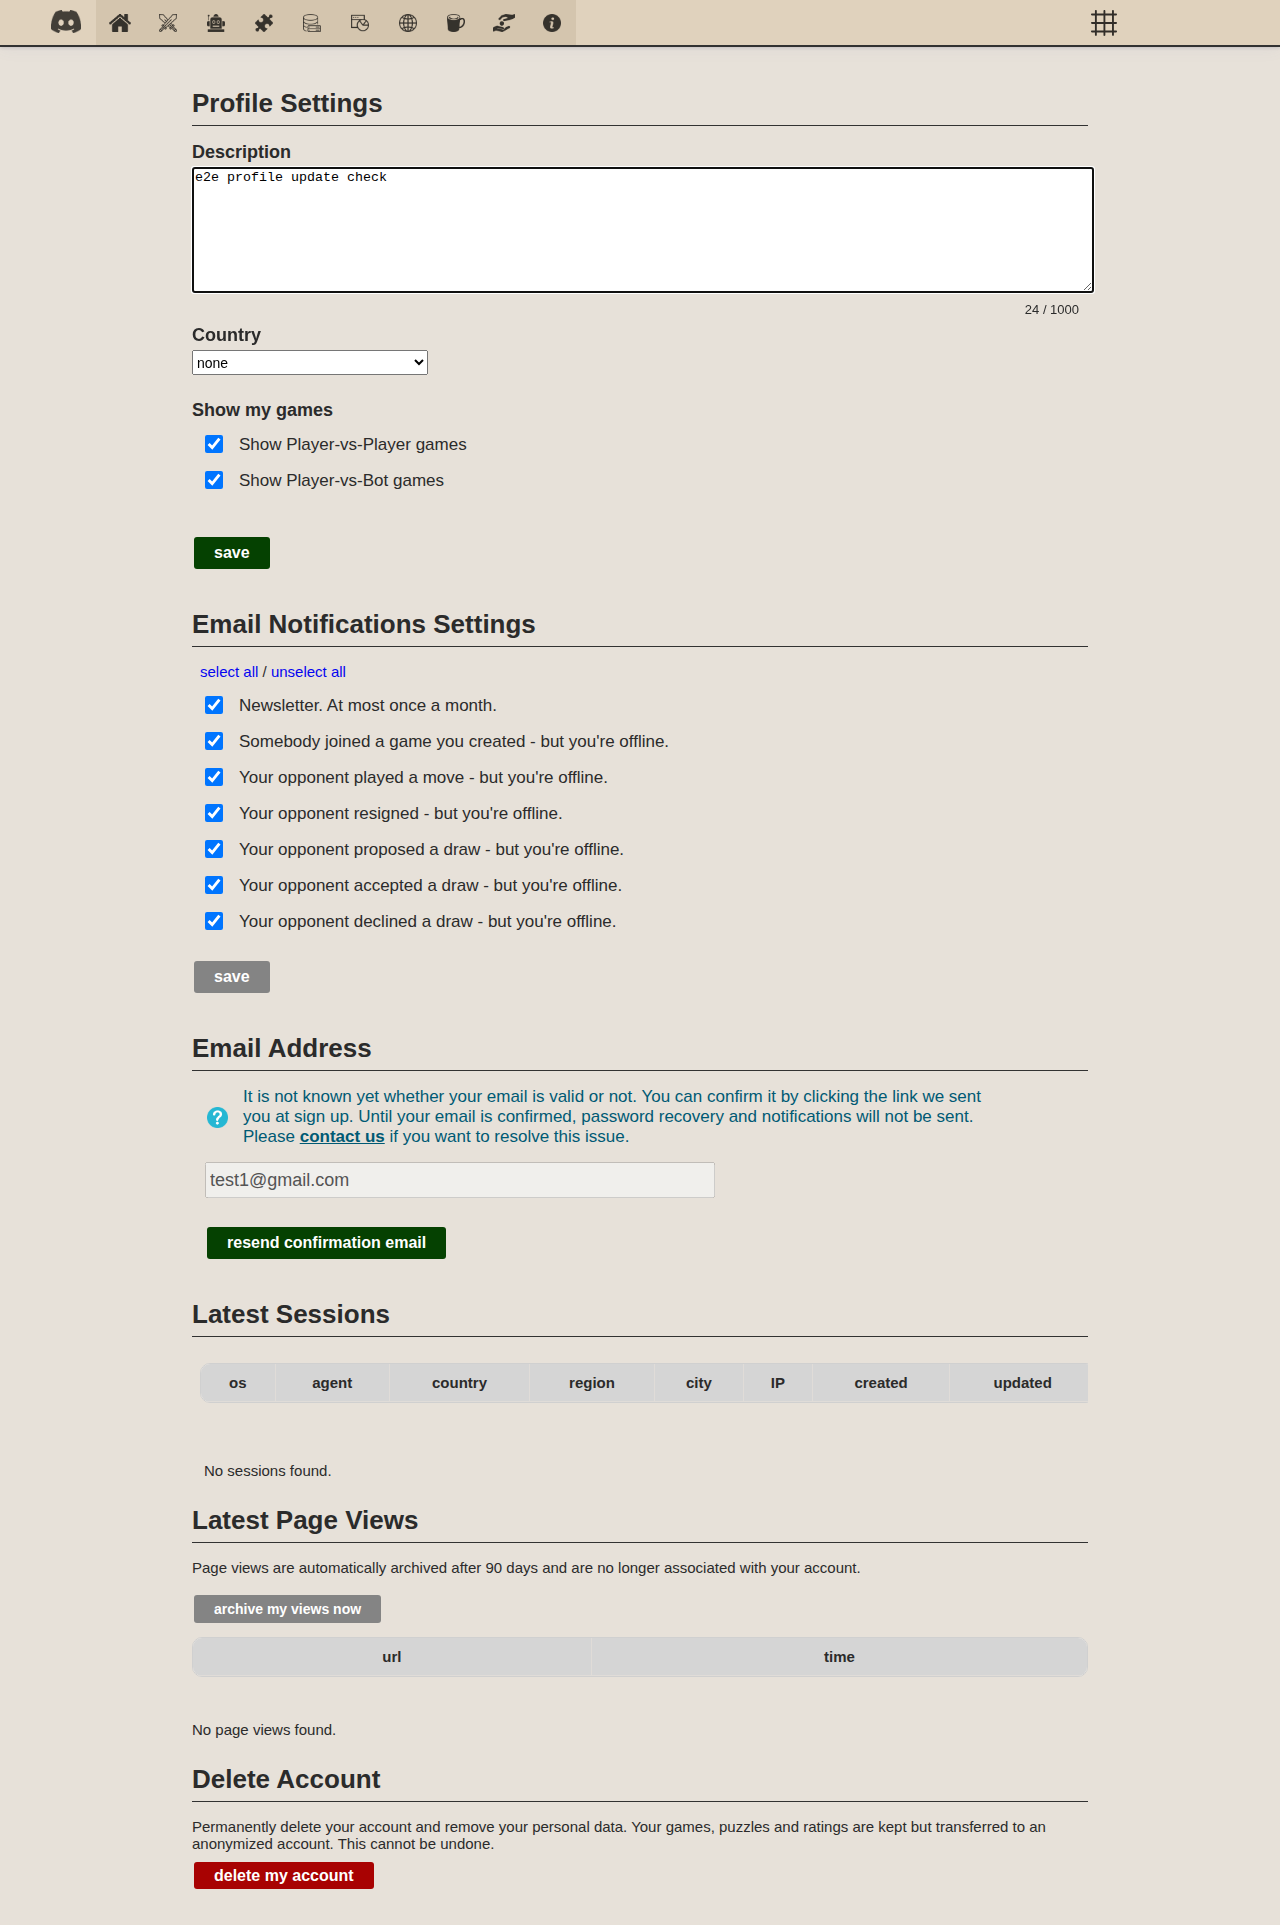 Profile Settings
Description
e2e profile update check
24 / 1000
Country
none
Show my games
Show Player-vs-Player games
Show Player-vs-Bot games
save
Email Notifications Settings
select all / unselect all
Newsletter. At most once a month.
Somebody joined a game you created - but you're offline.
Your opponent played a move - but you're offline.
Your opponent resigned - but you're offline.
Your opponent proposed a draw - but you're offline.
Your opponent accepted a draw - but you're offline.
Your opponent declined a draw - but you're offline.
save
Email Address
It is not known yet whether your email is valid or not. You can confirm it by clicking the link we sent
you at sign up. Until your email is confirmed, password recovery and notifications will not be sent.
Please contact us if you want to resolve this issue.
test1@gmail.com
resend confirmation email
Latest Sessions
os agent country region city IP created updated
No sessions found.
Latest Page Views
Page views are automatically archived after 90 days and are no longer associated with your account.
archive my views now
url time
No page views found.
Delete Account
Permanently delete your account and remove your personal data. Your games, puzzles and ratings are kept but transferred to an
anonymized account. This cannot be undone.
delete my account